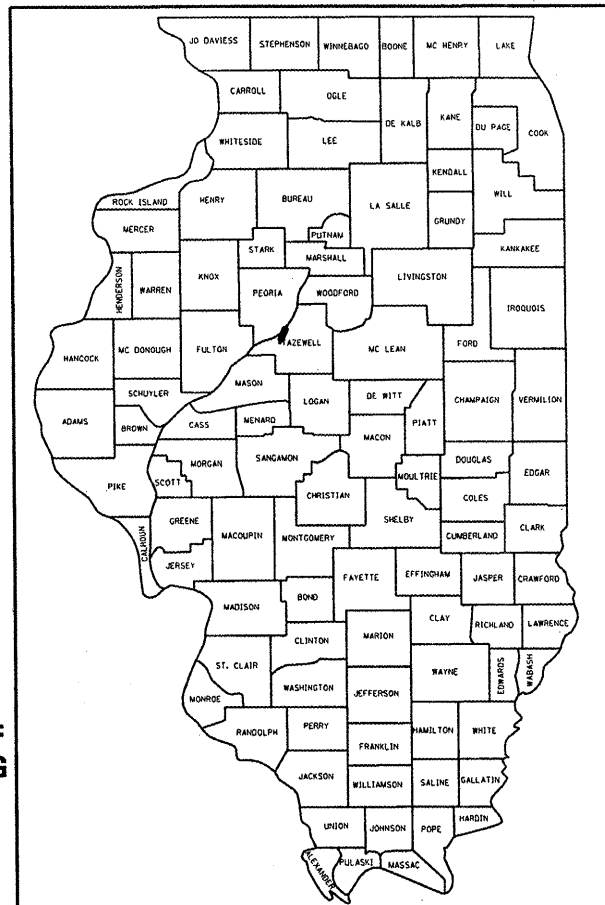 JO DAVIESS
STEPHENSON
WINNEBAGO
BOONE
MC HENRY
LAKE
CARROLL
OGLE
DE KALB
KANE
DU PAGE
COOK
WHITESIDE
LEE
KENDALL
WILL
ROCK ISLAND
HENRY
BUREAU
LA SALLE
GRUNDY
MERCER
PUTNAM
STARK
MARSHALL
KANKAKEE
HENDERSON
WARREN
KNOX
PEORIA
WOODFORD
LIVINGSTON
IROQUOIS
HANCOCK
MC DONOUGH
FULTON
TAZEWELL
MC LEAN
FORD
MASON
SCHUYLER
LOGAN
DE WITT
CHAMPAIGN
VERMILION
ADAMS
BROWN
CASS
MENARD
MACON
PIATT
PIKE
SCOTT
MORGAN
SANGAMON
MOULTRIE
DOUGLAS
EDGAR
CHRISTIAN
COLES
CALHOUN
GREENE
MACOUPIN
MONTGOMERY
SHELBY
CUMBERLAND
CLARK
JERSEY
FAYETTE
EFFINGHAM
JASPER
CRAWFORD
MADISON
BOND
CLAY
RICHLAND
LAWRENCE
CLINTON
MARION
ST. CLAIR
WAYNE
EDWARDS
WABASH
MONROE
WASHINGTON
JEFFERSON
RANDOLPH
PERRY
HAMILTON
WHITE
FRANKLIN
JACKSON
WILLIAMSON
SALINE
GALLATIN
UNION
JOHNSON
POPE
HARDIN
ALEXANDER
PULASKI
MASSAC